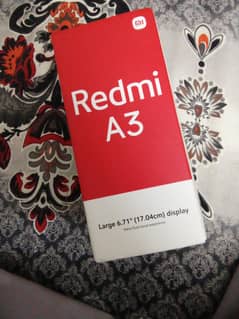 mi
Redmi
A3
Large 6.71" (17.04cm) display